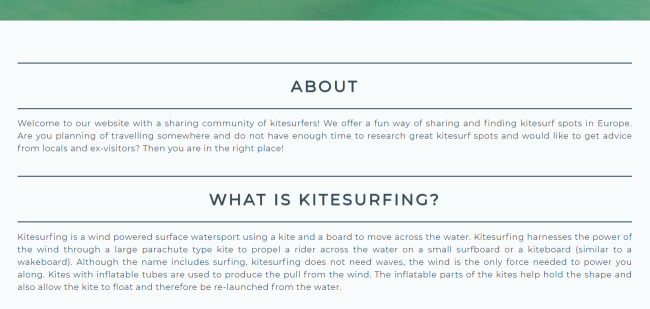 ABOUT
Welcome to our website with a sharing community of kitesurfers! We offer a fun way of sharing and finding kitesurf spots in Europe.
Are you planning of travelling somewhere and do not have enough time to research great kitesurf spots and would like to get advice
from locals and ex-visitors? Then you are in the right place!
WHAT IS KITESURFING?
Kitesurfing is a wind powered surface watersport using a kite and a board to move across the water. Kitesurfing harnesses the power of
the wind through a large parachute type kite to propel a rider across the water on a small surfboard or a kiteboard (similar to a
wakeboard). Although the name includes surfing, kitesurfing does not need waves, the wind is the only force needed to power you
along. Kites with inflatable tubes are used to produce the pull from the wind. The inflatable parts of the kites help hold the shape and
also allow the kite to float and therefore be re-launched from the water.